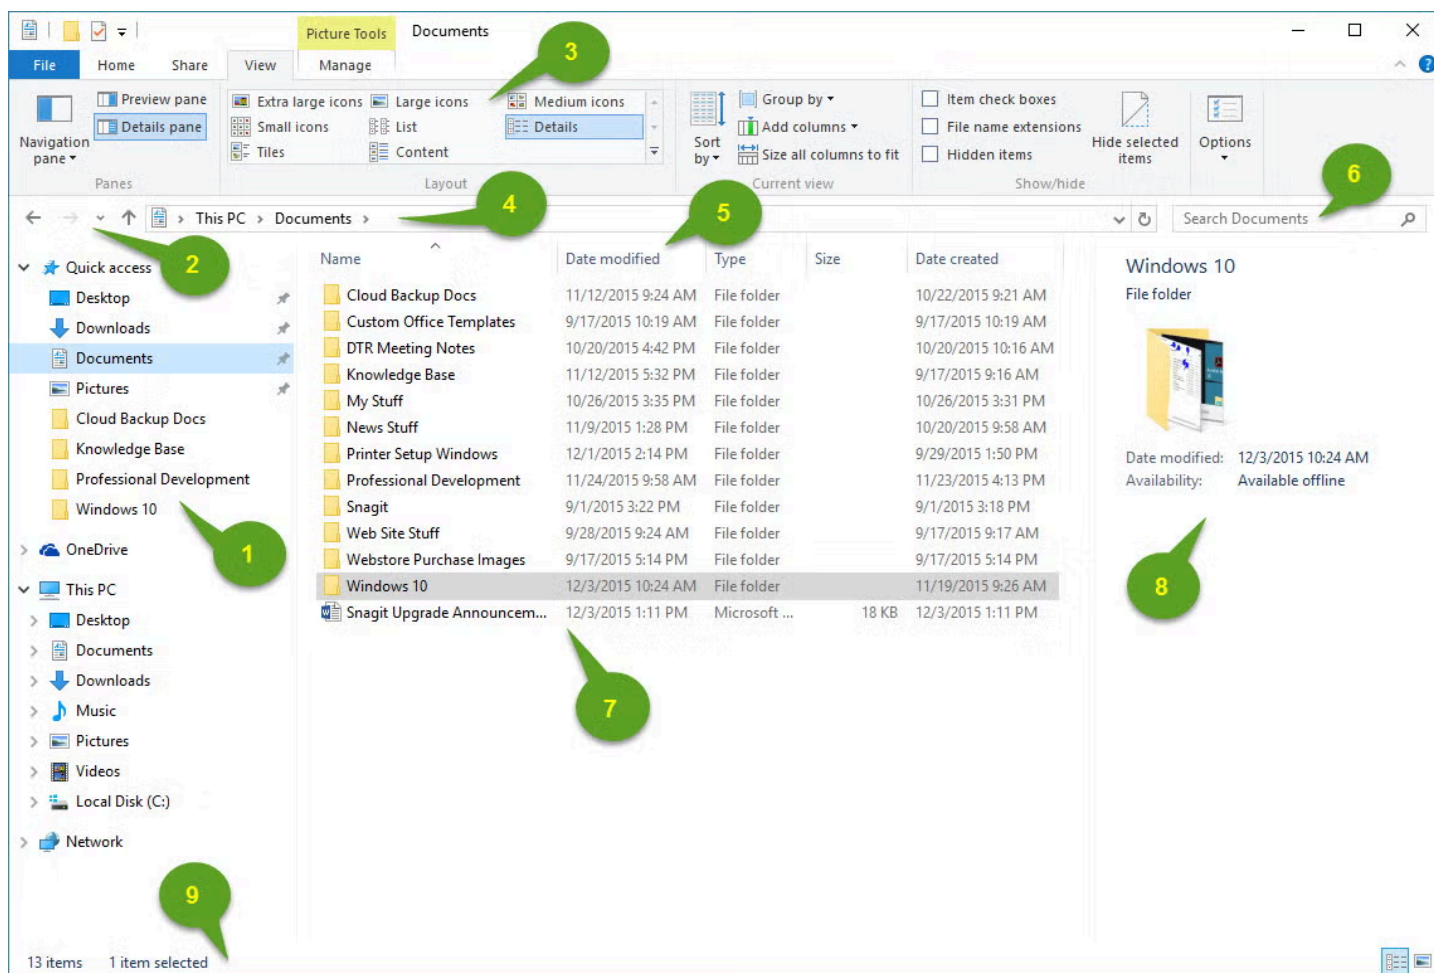 Picture Tools Documents
File Home Share View Manage
3
Navigation pane
Preview pane
Details pane
Panes
Extra large icons Large icons Medium icons
Small icons List Details
Tiles Content
Layout
Sort by
Group by
Add columns
Size all columns to fit
Current view
Item check boxes
File name extensions
Hidden items
Hide selected items
Show/hide
Options
This PC > Documents >
4
5
6
Search Documents
2
Quick access
Desktop
Downloads
Documents
Pictures
Cloud Backup Docs
Knowledge Base
Professional Development
Windows 10
1
OneDrive
This PC
Desktop
Documents
Downloads
Music
Pictures
Videos
Local Disk (C:)
Network
Name Date modified Type Size Date created
Cloud Backup Docs 11/12/2015 9:24 AM File folder 10/22/2015 9:21 AM
Custom Office Templates 9/17/2015 10:19 AM File folder 9/17/2015 10:19 AM
DTR Meeting Notes 10/20/2015 4:42 PM File folder 10/20/2015 10:16 AM
Knowledge Base 11/12/2015 5:32 PM File folder 9/17/2015 9:16 AM
My Stuff 10/26/2015 3:35 PM File folder 10/26/2015 3:31 PM
News Stuff 11/9/2015 1:28 PM File folder 10/20/2015 9:58 AM
Printer Setup Windows 12/1/2015 2:14 PM File folder 9/29/2015 1:50 PM
Professional Development 11/24/2015 9:58 AM File folder 11/23/2015 4:13 PM
Snagit 9/1/2015 3:22 PM File folder 9/1/2015 3:18 PM
Web Site Stuff 9/28/2015 9:24 AM File folder 9/17/2015 9:17 AM
Webstore Purchase Images 9/17/2015 5:14 PM File folder 9/17/2015 5:14 PM
Windows 10 12/3/2015 10:24 AM File folder 11/19/2015 9:26 AM
Snagit Upgrade Announcem... 12/3/2015 1:11 PM Microsoft ... 18 KB 12/3/2015 1:11 PM
7
Windows 10
File folder
Date modified: 12/3/2015 10:24 AM
Availability: Available offline
8
9
13 items 1 item selected